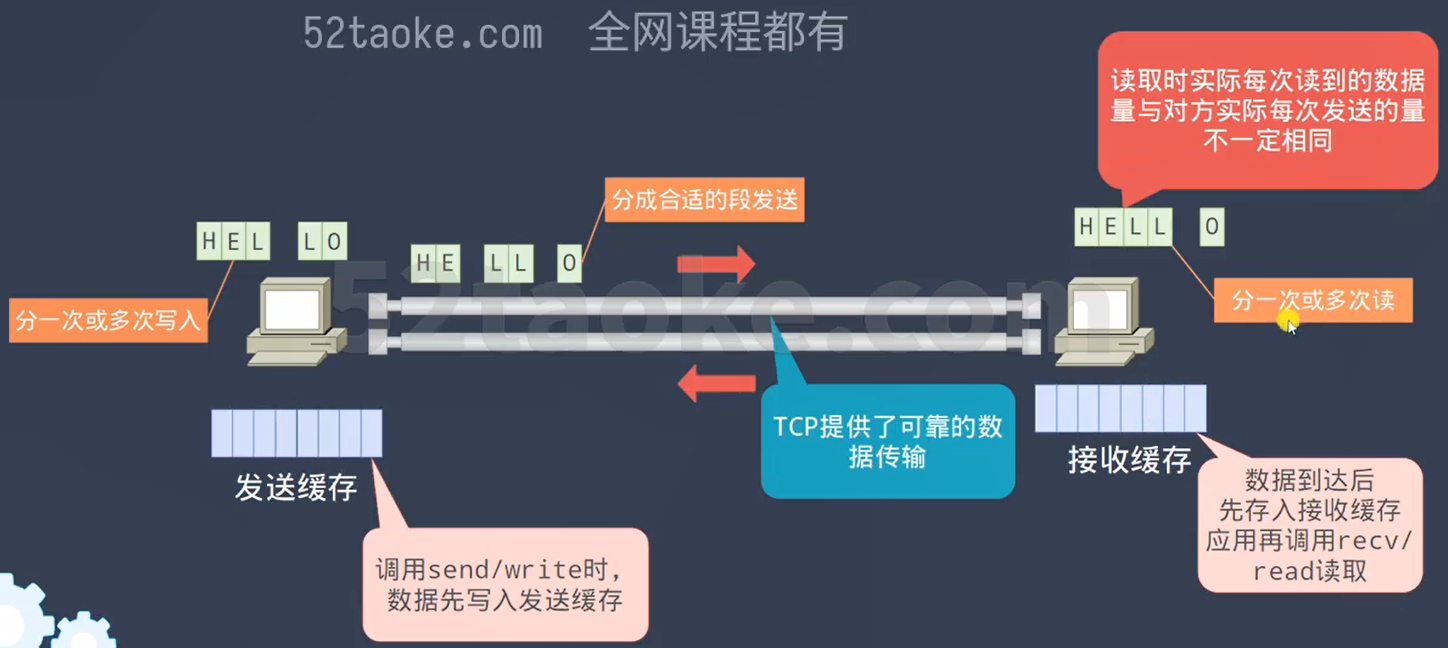 52taoke.com 全网课程都有
读取时实际每次读到的数据
量与对方实际每次发送的量
不一定相同
分成合适的段发送
HEL LO
HE LL O
HELL O
分一次或多次写入
分一次或多次读
52taoke.com
TCP提供了可靠的数
据传输
发送缓存
接收缓存
数据到达后
先存入接收缓存
应用再调用recv/
read读取
调用send/write时，
数据先写入发送缓存